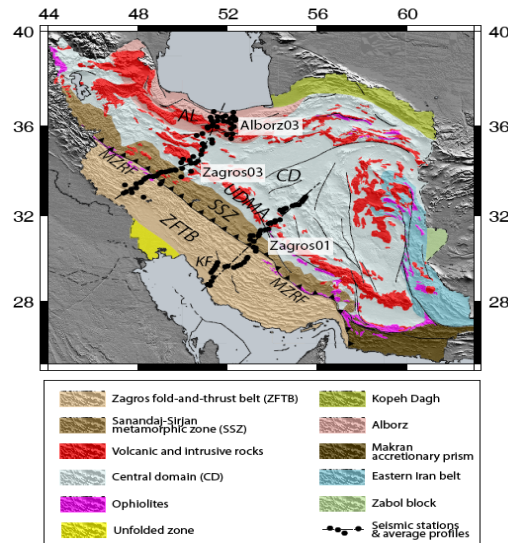 44 48 52 56 60
40 40
AL
Alborz03
36 36
Zagros03
MZRF
CD
UDMA
SSZ
32 32
ZFTB
Zagros01
KF
MZRF
28 28
Zagros fold-and-thrust belt (ZFTB)
Kopeh Dagh
Sanandaj-Sirjan
metamorphic zone (SSZ)
Alborz
Volcanic and intrusive rocks
Makran
accretionary prism
Central domain (CD)
Eastern Iran belt
Ophiolites
Zabol block
Unfolded zone
Seismic stations
& average profiles